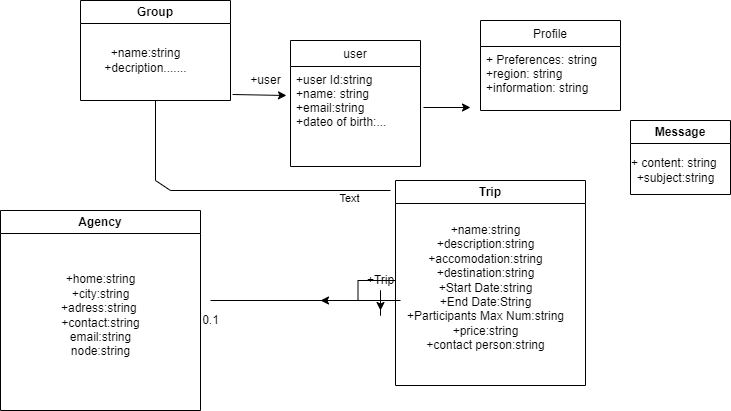 Group
+name:string
+decription.......
+user
user
+user Id:string
+name: string
+email:string
+dateo of birth:...
Profile
+ Preferences: string
+region: string
+information: string
Message
+ content: string
+subject:string
Text
Trip
+name:string
+description:string
+accomodation:string
+destination:string
+Start Date:string
+End Date:String
+Participants Max Num:string
+price:string
+contact person:string
Agency
+home:string
+city:string
+adress:string
+contact:string
email:string
node:string
+Trip
0.1